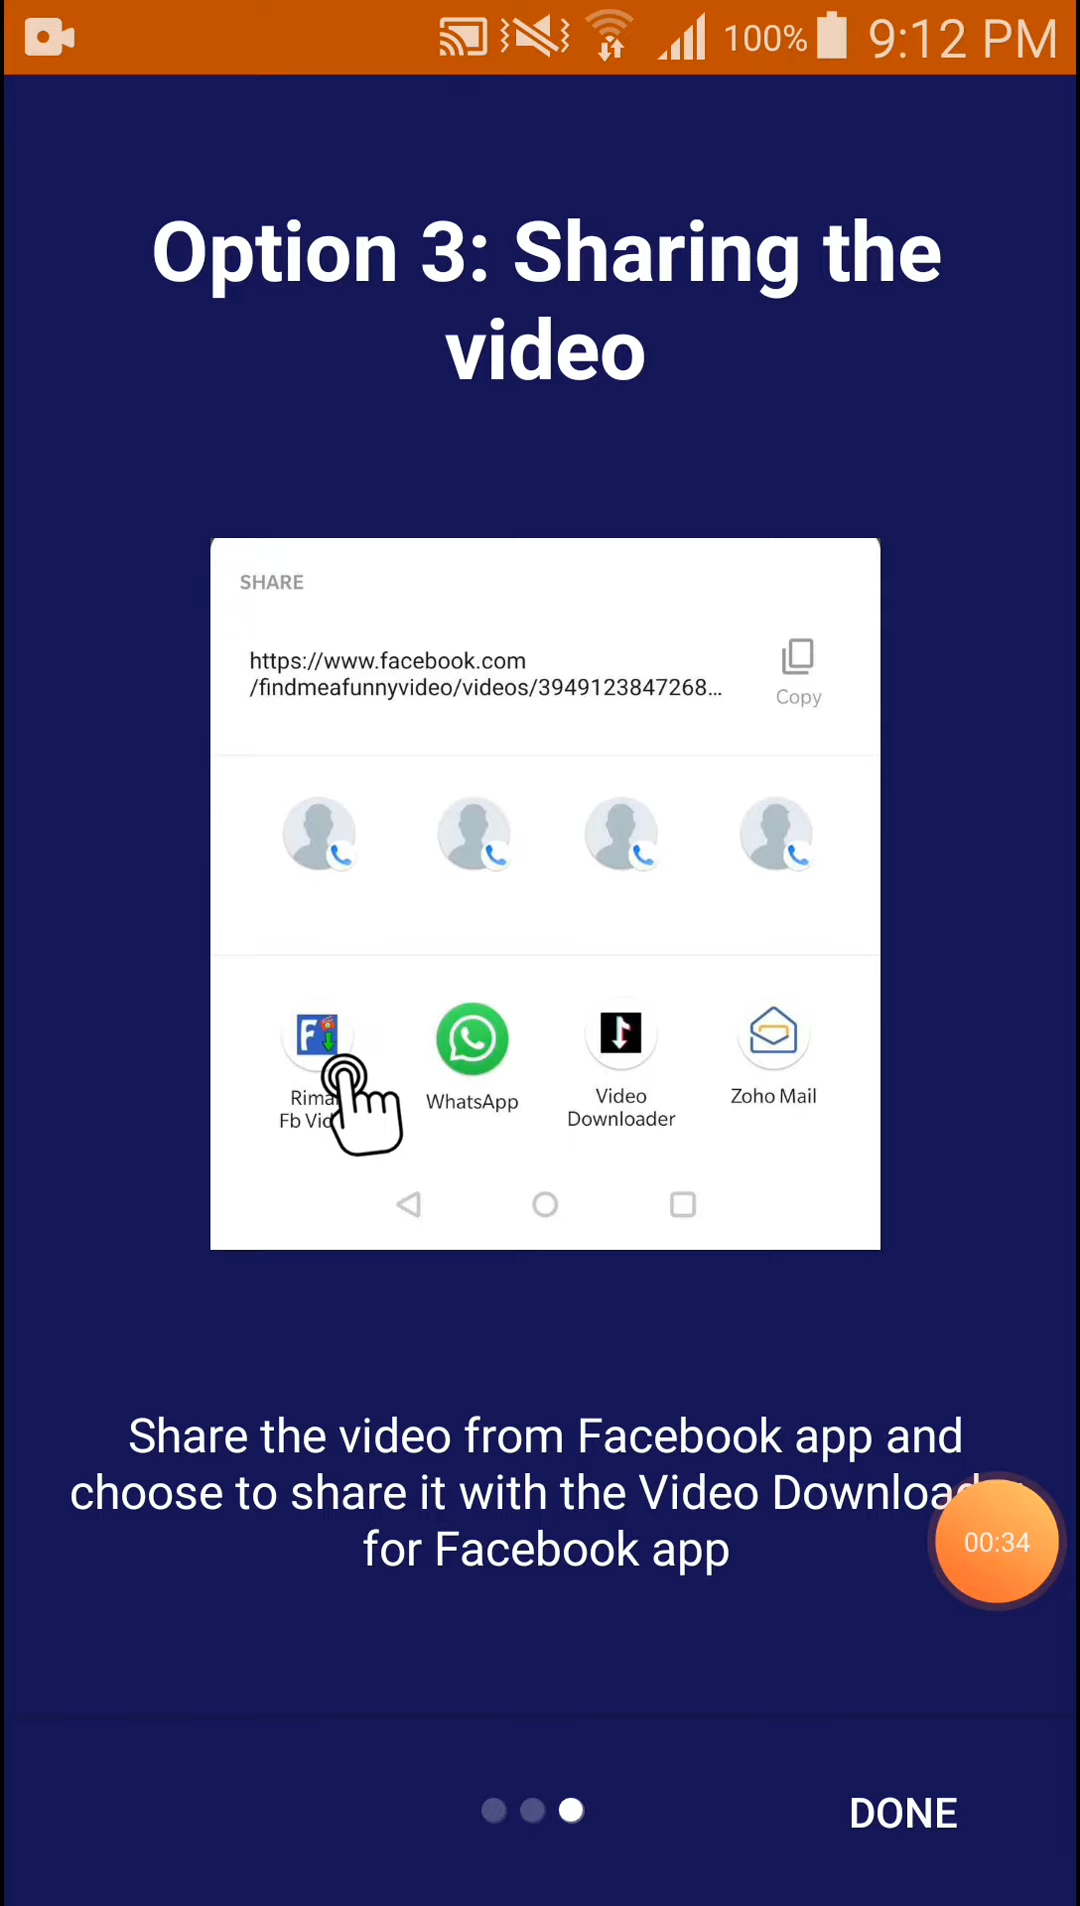 100% 9:12 PM
Option 3: Sharing the
video
SHARE
https://www.facebook.com
/findmeafunnyvideo/videos/3949123847268...
Copy
WhatsApp
Video
Downloader
Zoho Mail
Fb
Share the video from Facebook app and
choose to share it with the Video
for Facebook app
00:34
DONE